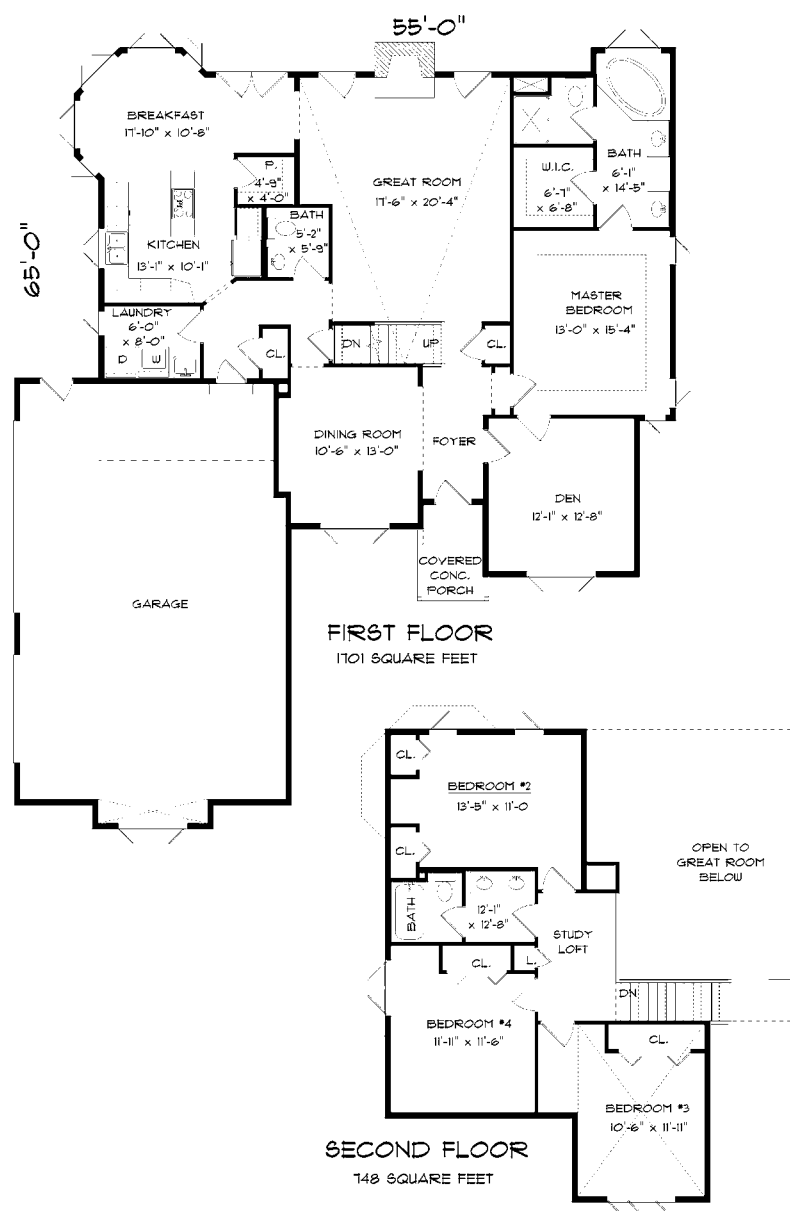 55'-0"
65'-0"
BREAKFAST
17'-10" x 10'-8"
P.
4'-9"
x 4'-0"
GREAT ROOM
17'-6" x 20'-4"
BATH
6'-1"
x 14'-5"
W.I.C.
6'-7"
x 6'-8"
BATH
5'-2"
x 5'-9"
KITCHEN
13'-1" x 10'-1"
LAUNDRY
6'-0"
x 8'-0"
D
W
CL.
DN
UP
CL.
MASTER
BEDROOM
13'-0" x 15'-4"
DINING ROOM
10'-6" x 13'-0"
FOYER
DEN
12'-1" x 12'-8"
COVERED
CONC.
PORCH
GARAGE
FIRST FLOOR
1701 SQUARE FEET
CL.
BEDROOM #2
13'-5" x 11'-0
CL.
OPEN TO
GREAT ROOM
BELOW
BATH
12'-1"
x 12'-8"
STUDY
LOFT
CL.
L.
DN
BEDROOM #4
11'-11" x 11'-6"
CL.
BEDROOM #3
10'-6" x 11'-11"
SECOND FLOOR
748 SQUARE FEET